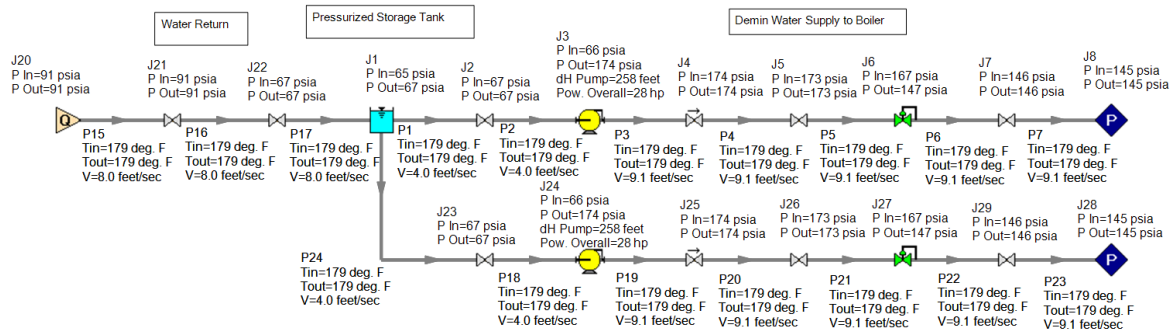 Water Return
Pressurized Storage Tank
Demin Water Supply to Boiler
J20
P In=91 psia
P Out=91 psia
J21
P In=91 psia
P Out=91 psia
J22
P In=67 psia
P Out=67 psia
J1
P In=65 psia
P Out=67 psia
J2
P In=67 psia
P Out=67 psia
J3
P In=66 psia
P Out=174 psia
dH Pump=258 feet
Pow. Overall=28 hp
J4
P In=174 psia
P Out=174 psia
J5
P In=173 psia
P Out=173 psia
J6
P In=167 psia
P Out=147 psia
J7
P In=146 psia
P Out=146 psia
J8
P In=145 psia
P Out=145 psia
Q
P
P15
Tin=179 deg. F
Tout=179 deg. F
V=8.0 feet/sec
P16
Tin=179 deg. F
Tout=179 deg. F
V=8.0 feet/sec
P17
Tin=179 deg. F
Tout=179 deg. F
V=8.0 feet/sec
P1
Tin=179 deg. F
Tout=179 deg. F
V=4.0 feet/sec
P2
Tin=179 deg. F
Tout=179 deg. F
V=4.0 feet/sec
P3
Tin=179 deg. F
Tout=179 deg. F
V=9.1 feet/sec
P4
Tin=179 deg. F
Tout=179 deg. F
V=9.1 feet/sec
P5
Tin=179 deg. F
Tout=179 deg. F
V=9.1 feet/sec
P6
Tin=179 deg. F
Tout=179 deg. F
V=9.1 feet/sec
P7
Tin=179 deg. F
Tout=179 deg. F
V=9.1 feet/sec
J23
P In=67 psia
P Out=67 psia
J24
P In=66 psia
P Out=174 psia
dH Pump=258 feet
Pow. Overall=28 hp
J25
P In=174 psia
P Out=174 psia
J26
P In=173 psia
P Out=173 psia
J27
P In=167 psia
P Out=147 psia
J29
P In=146 psia
P Out=146 psia
J28
P In=145 psia
P Out=145 psia
P
P24
Tin=179 deg. F
Tout=179 deg. F
V=4.0 feet/sec
P18
Tin=179 deg. F
Tout=179 deg. F
V=4.0 feet/sec
P19
Tin=179 deg. F
Tout=179 deg. F
V=9.1 feet/sec
P20
Tin=179 deg. F
Tout=179 deg. F
V=9.1 feet/sec
P21
Tin=179 deg. F
Tout=179 deg. F
V=9.1 feet/sec
P22
Tin=179 deg. F
Tout=179 deg. F
V=9.1 feet/sec
P23
Tin=179 deg. F
Tout=179 deg. F
V=9.1 feet/sec